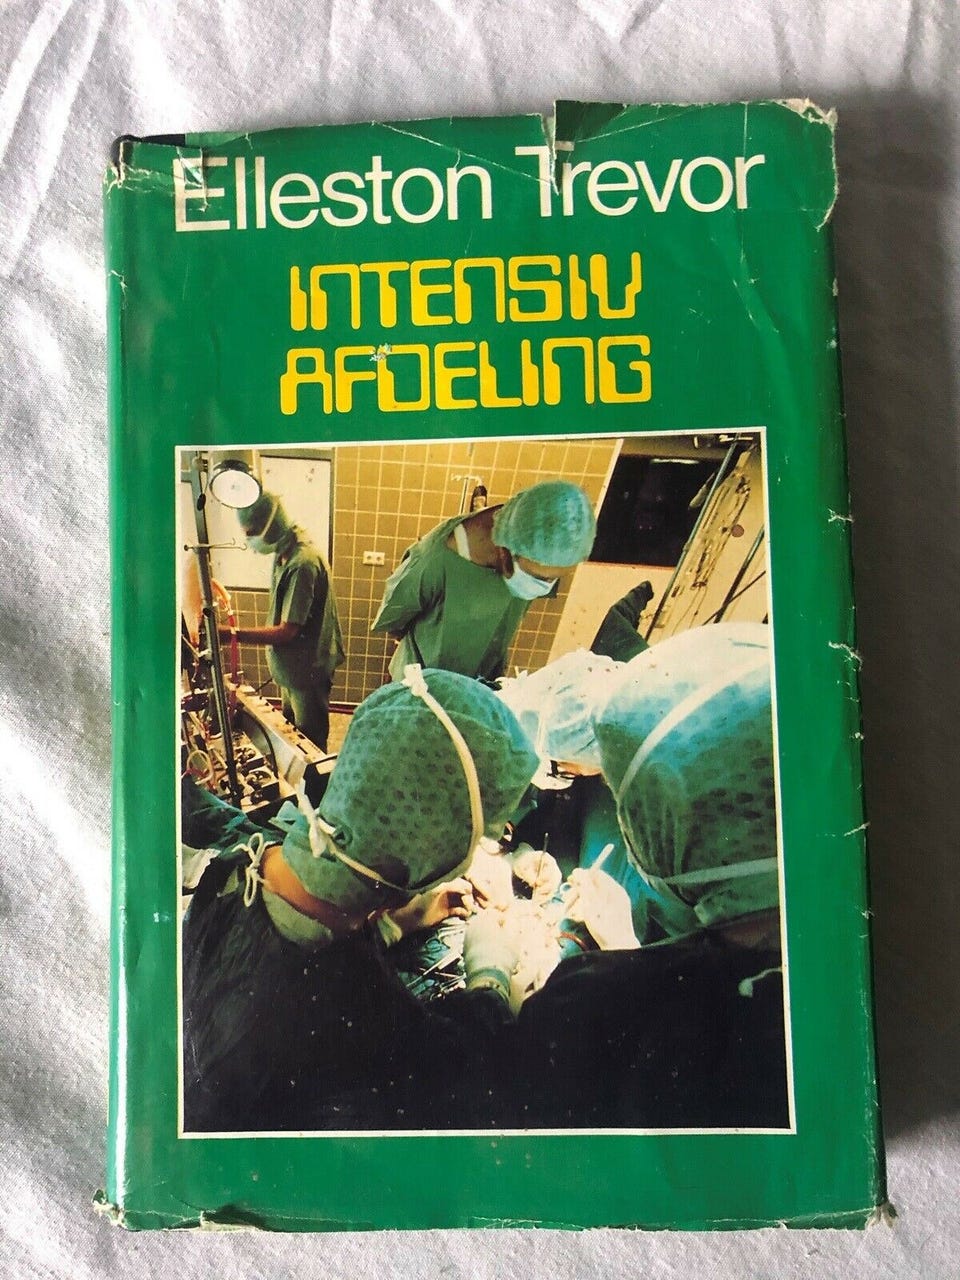 Elleston Trevor
INTENSIV
AFDELING